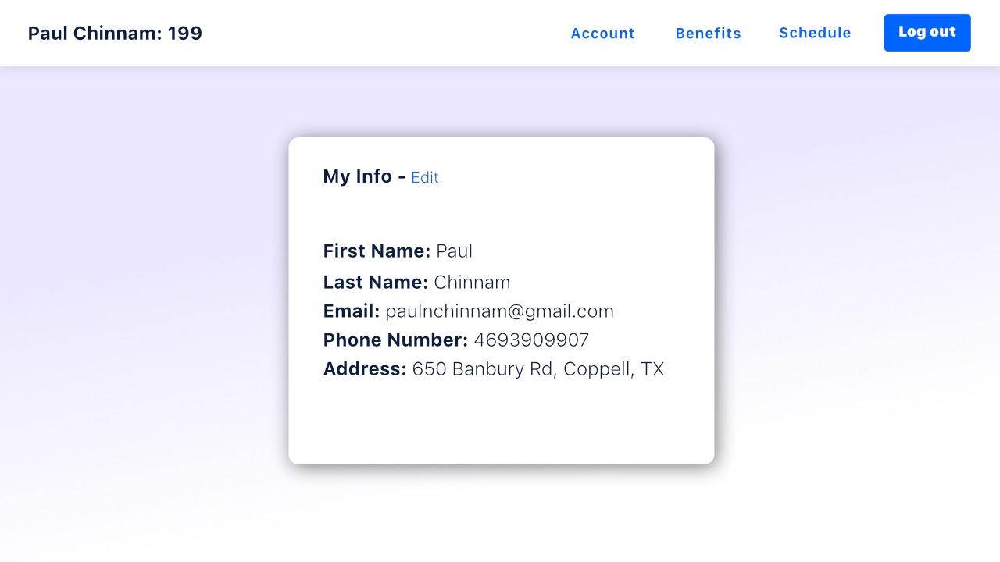 Paul Chinnam: 199
Account
Benefits
Schedule
Log out
My Info - Edit
First Name: Paul
Last Name: Chinnam
Email: paulnchinnam@gmail.com
Phone Number: 4693909907
Address: 650 Banbury Rd, Coppell, TX